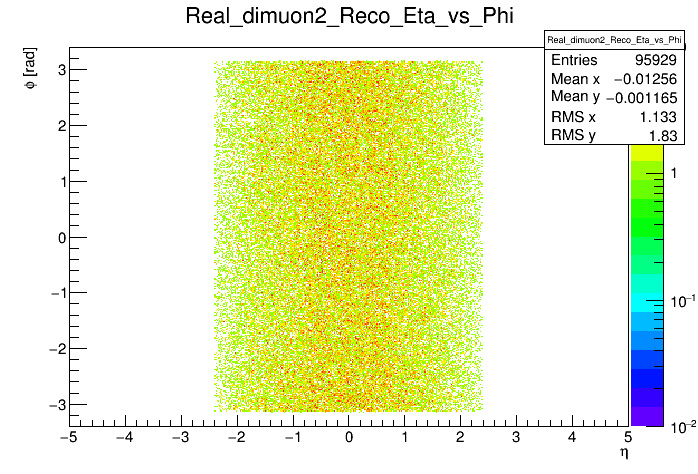 Real_dimuon2_Reco_Eta_vs_Phi
Real_dimuon2_Reco_Eta_vs_Phi
Entries 95929
Mean x −0.01256
Mean y −0.001165
RMS x 1.133
RMS y 1.83
ϕ [rad]
3
2
1
0
−1
−2
−3
−5 −4 −3 −2 −1 0 1 2 3 4 5
η
1
10⁻¹
10⁻²